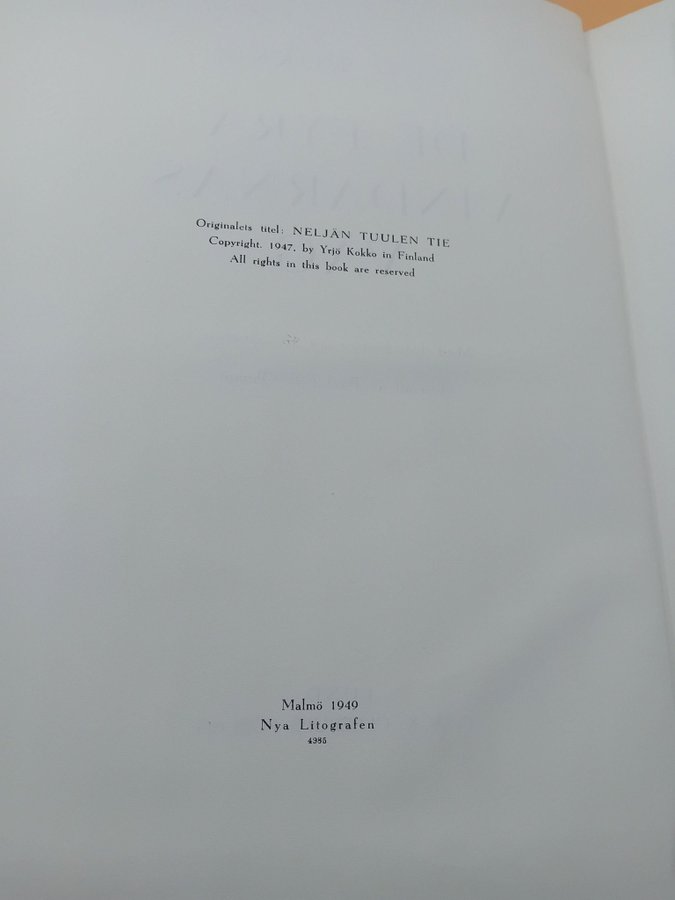 Originalets titel: NELJÄN TUULEN TIE
Copyright. 1947, by Yrjö Kokko in Finland
All rights in this book are reserved
Malmö 1949
Nya Litografen
4985